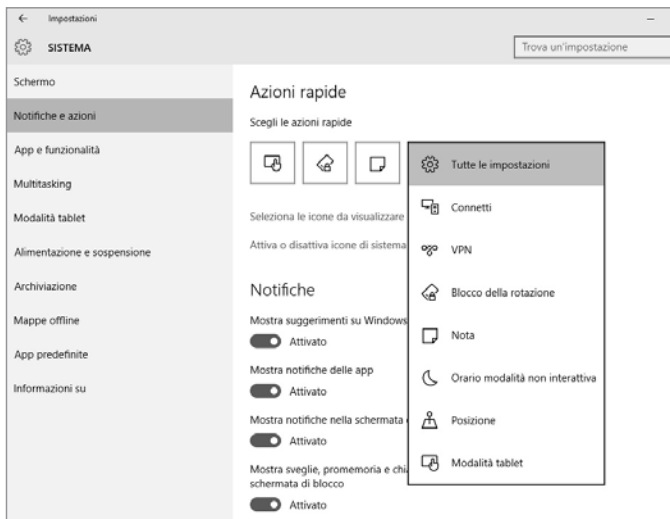 Impostazioni
SISTEMA
Trova un'impostazione
Schermo
Notifiche e azioni
App e funzionalità
Multitasking
Modalità tablet
Alimentazione e sospensione
Archiviazione
Mappe offline
App predefinite
Informazioni su
Azioni rapide
Scegli le azioni rapide
Seleziona le icone da visualizzare
Attiva o disattiva icone di sistema
Notifiche
Mostra suggerimenti su Windows
Attivato
Mostra notifiche delle app
Attivato
Mostra notifiche nella schermata
Attivato
Mostra sveglie, promemoria e
schermata di blocco
Attivato
Tutte le impostazioni
Connetti
VPN
Blocco della rotazione
Nota
Orario modalità non interattiva
Posizione
Modalità tablet